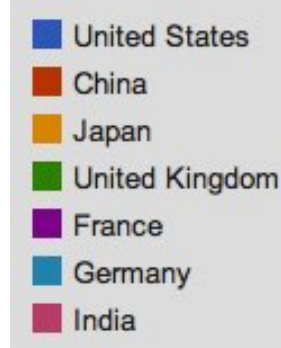 United States
China
Japan
United Kingdom
France
Germany
India